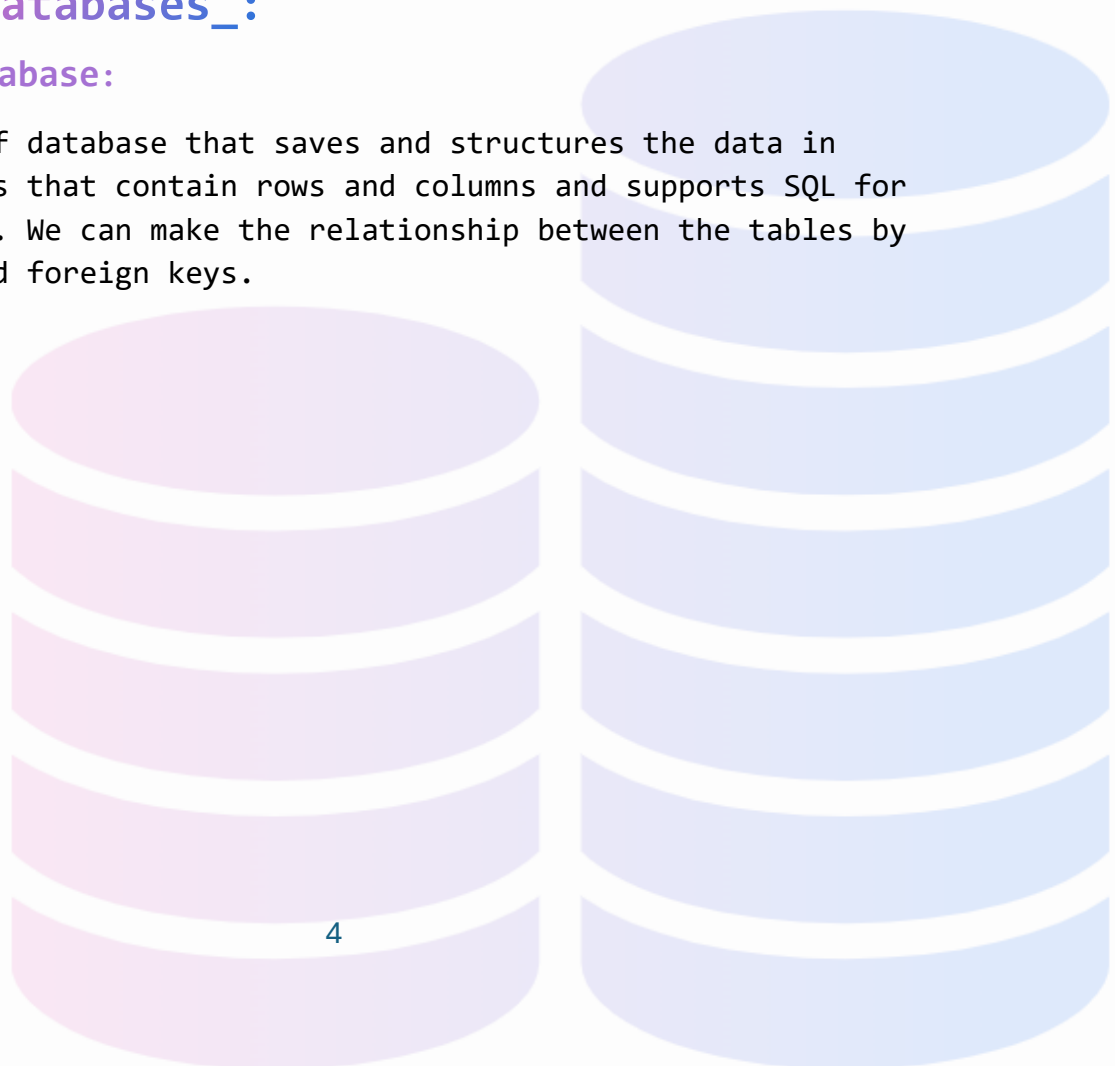 atabases_:
abase:
f database that saves and structures the data in
s that contain rows and columns and supports SQL for
. We can make the relationship between the tables by
d foreign keys.
4